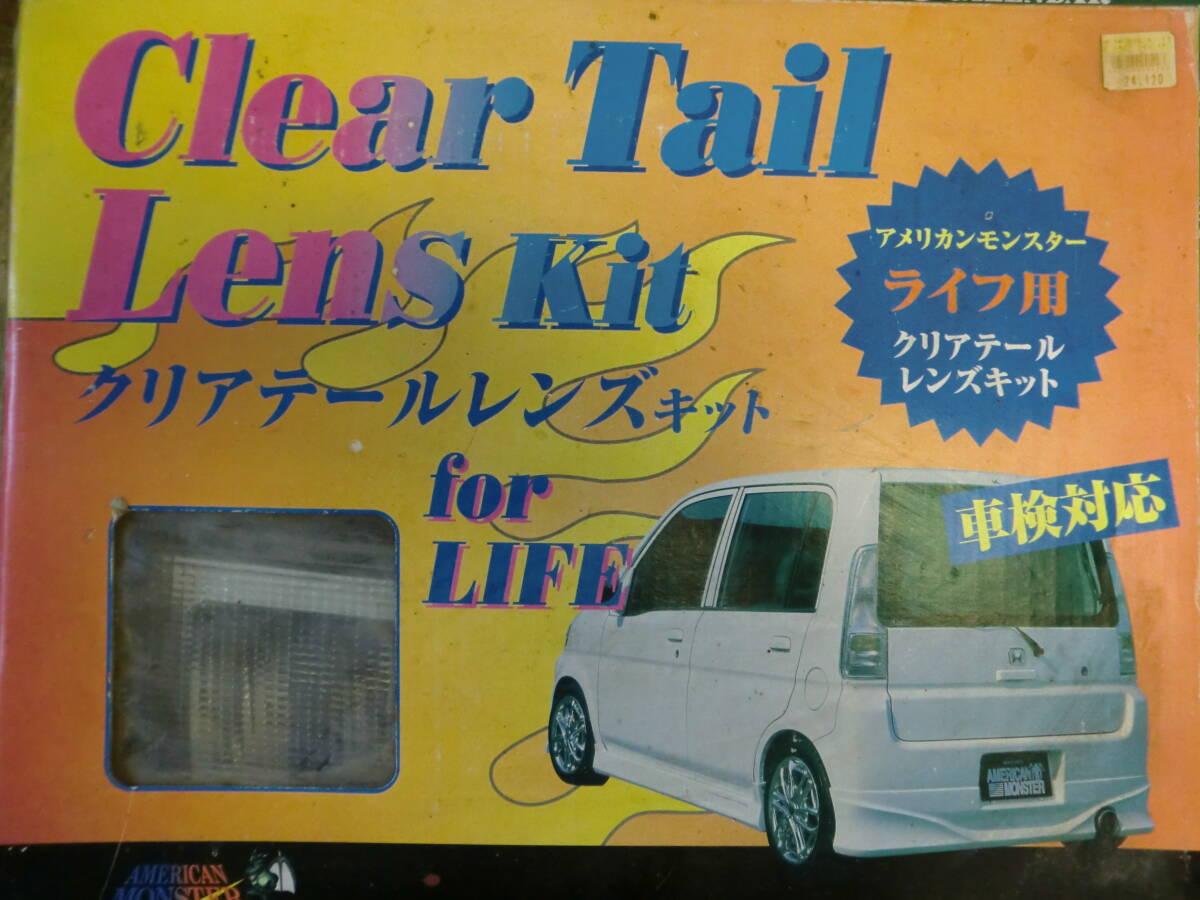 Clear Tail
Lens Kit
クリアテールレンズキット
for
LIFE
アメリカンモンスター
ライフ用
クリアテール
レンズキット
車検対応
AMERICAN
MONSTER
AMERICAN
MONSTER